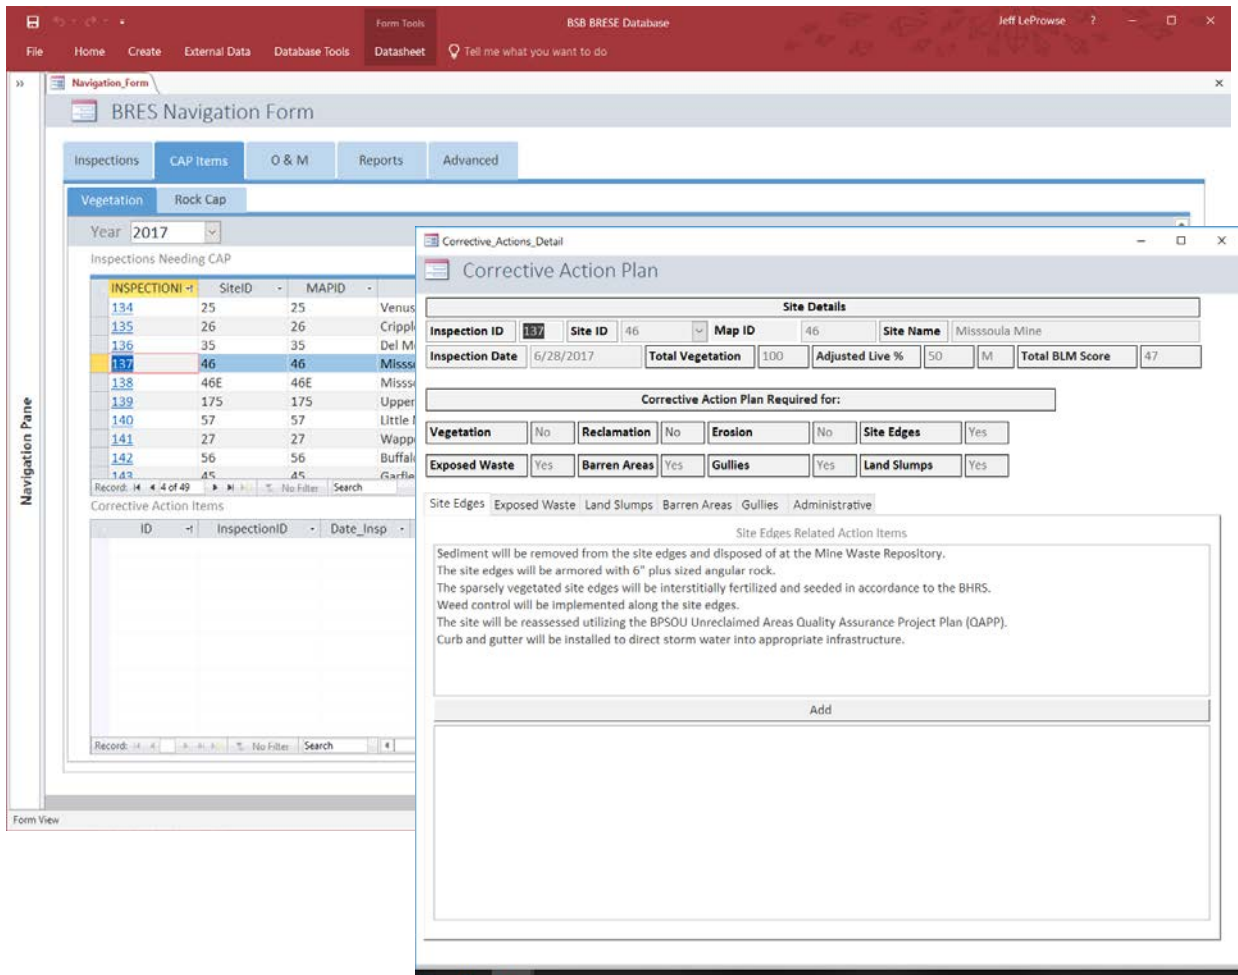 Form Tools
BSB BRESE Database
Jeff LeProwse ?
File Home Create External Data Database Tools Datasheet Tell me what you want to do
Navigation_Form
BRES Navigation Form
Inspections CAP Items O & M Reports Advanced
Vegetation Rock Cap
Year 2017
Inspections Needing CAP
INSPECTIONI SiteID MAPID
134 25 25 Venus
135 26 26 Crippl
136 35 35 Del M
137 46 46 Misss
138 46E 46E Misss
139 175 175 Upper
140 57 57 Little
141 27 27 Wapp
142 56 56 Buffal
143 45 45 Garfie
Record: 4 of 49 No Filter Search
Corrective Action Items
ID InspectionID Date_Insp
Record: No Filter Search
Navigation Pane
Form View
Corrective_Actions_Detail
Corrective Action Plan
Site Details
Inspection ID 137 Site ID 46 Map ID 46 Site Name Misssoula Mine
Inspection Date 6/28/2017 Total Vegetation 100 Adjusted Live % 50 M Total BLM Score 47
Corrective Action Plan Required for:
Vegetation No Reclamation No Erosion No Site Edges Yes
Exposed Waste Yes Barren Areas Yes Gullies Yes Land Slumps Yes
Site Edges Exposed Waste Land Slumps Barren Areas Gullies Administrative
Site Edges Related Action Items
Sediment will be removed from the site edges and disposed of at the Mine Waste Repository.
The site edges will be armored with 6" plus sized angular rock.
The sparsely vegetated site edges will be interstitially fertilized and seeded in accordance to the BHRS.
Weed control will be implemented along the site edges.
The site will be reassessed utilizing the BPSOU Unreclaimed Areas Quality Assurance Project Plan (QAPP).
Curb and gutter will be installed to direct storm water into appropriate infrastructure.
Add